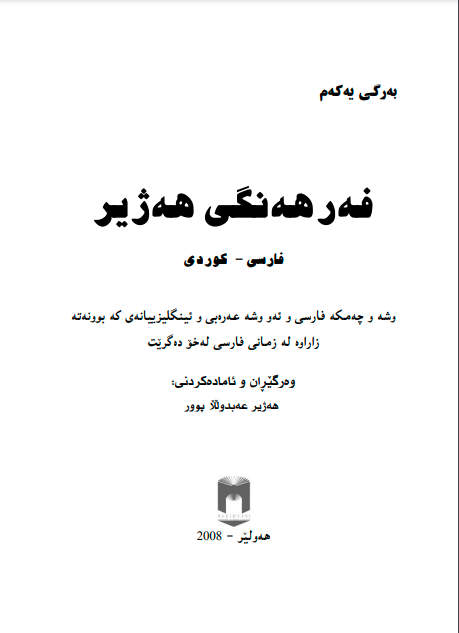 بەرگی یەکەم
فەرهەنگی هەژیر
فارسی - کوردی
وشە و چەمکە فارسی و ئەو وشە عەرەبی و ئینگلیزییانەی کە بوونەتە
زاراوە لە زمانی فارسی لەخۆ دەگرێت
وەرگێڕان و ئامادەکردنی:
هەژیر عەبدوڵڵا پوور
هەولێر - 2008